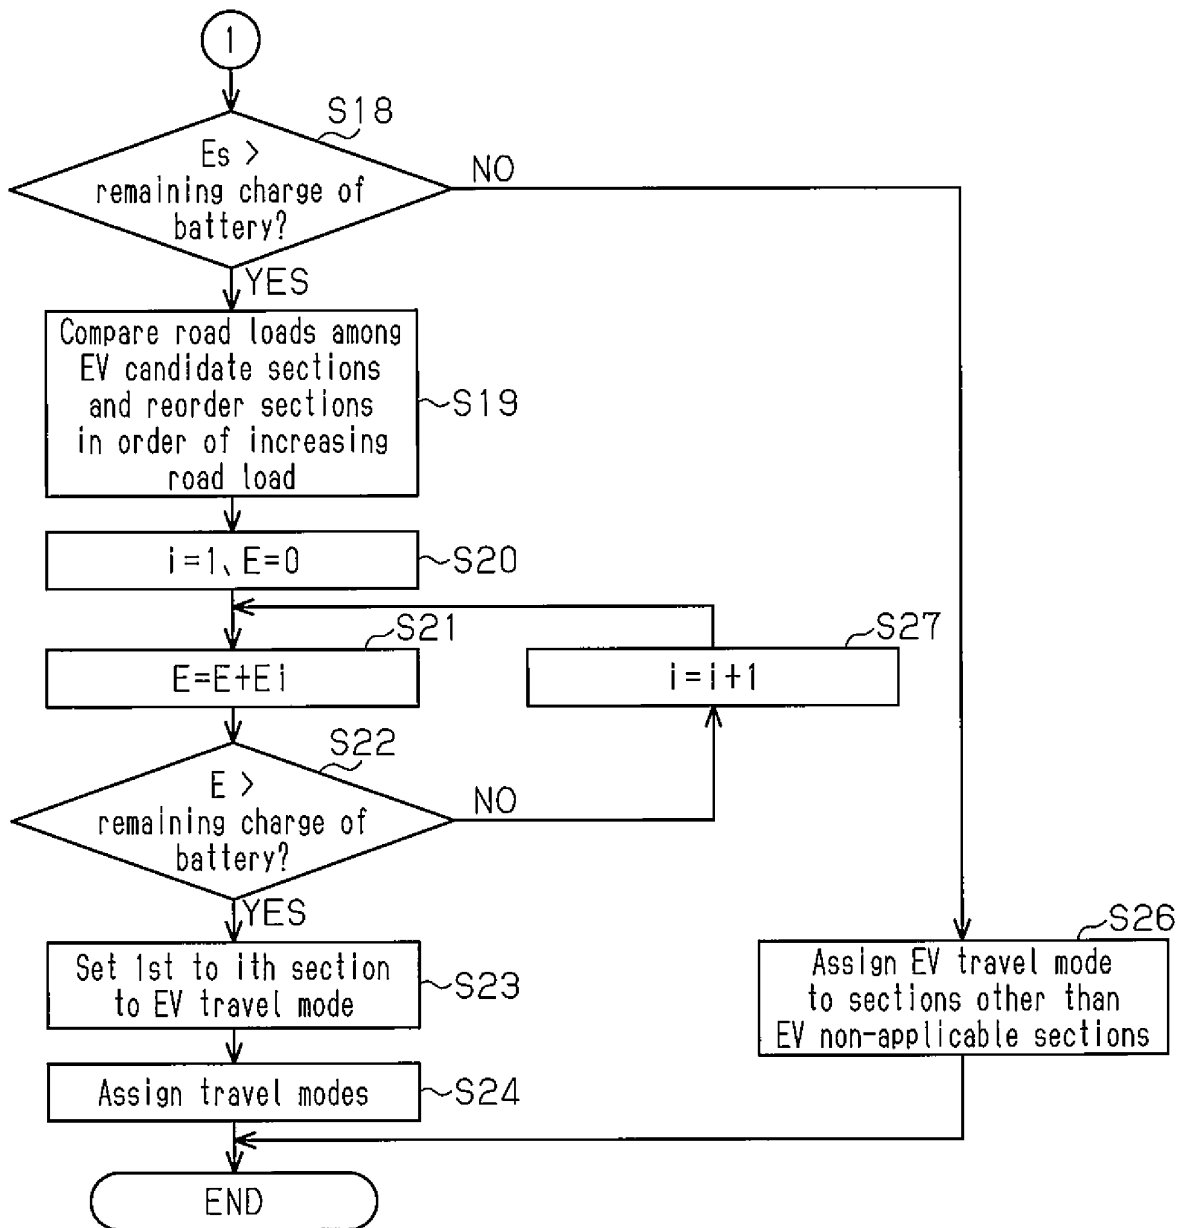 1
S18
Es >
remaining charge of
battery?
NO
YES
Compare road loads among
EV candidate sections
and reorder sections
in order of increasing
road load
S19
i=1、E=0
S20
S21
E=E+Ei
S27
i=i+1
S22
E >
remaining charge of
battery?
NO
YES
Set 1st to ith section
to EV travel mode
S23
S26
Assign EV travel mode
to sections other than
EV non-applicable sections
Assign travel modes
S24
END